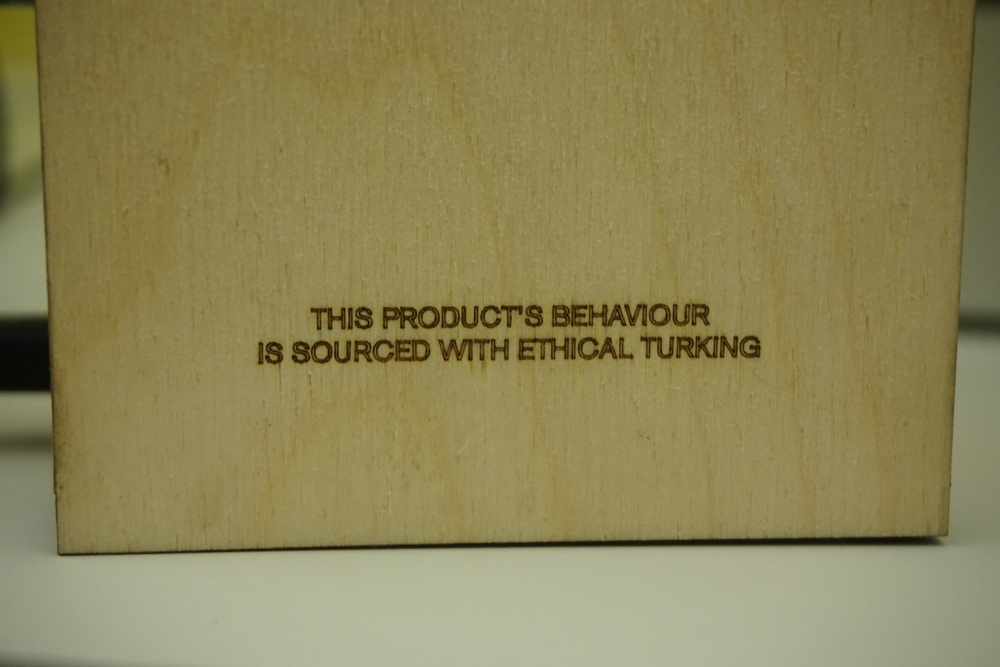 THIS PRODUCT'S BEHAVIOUR
IS SOURCED WITH ETHICAL TURKING